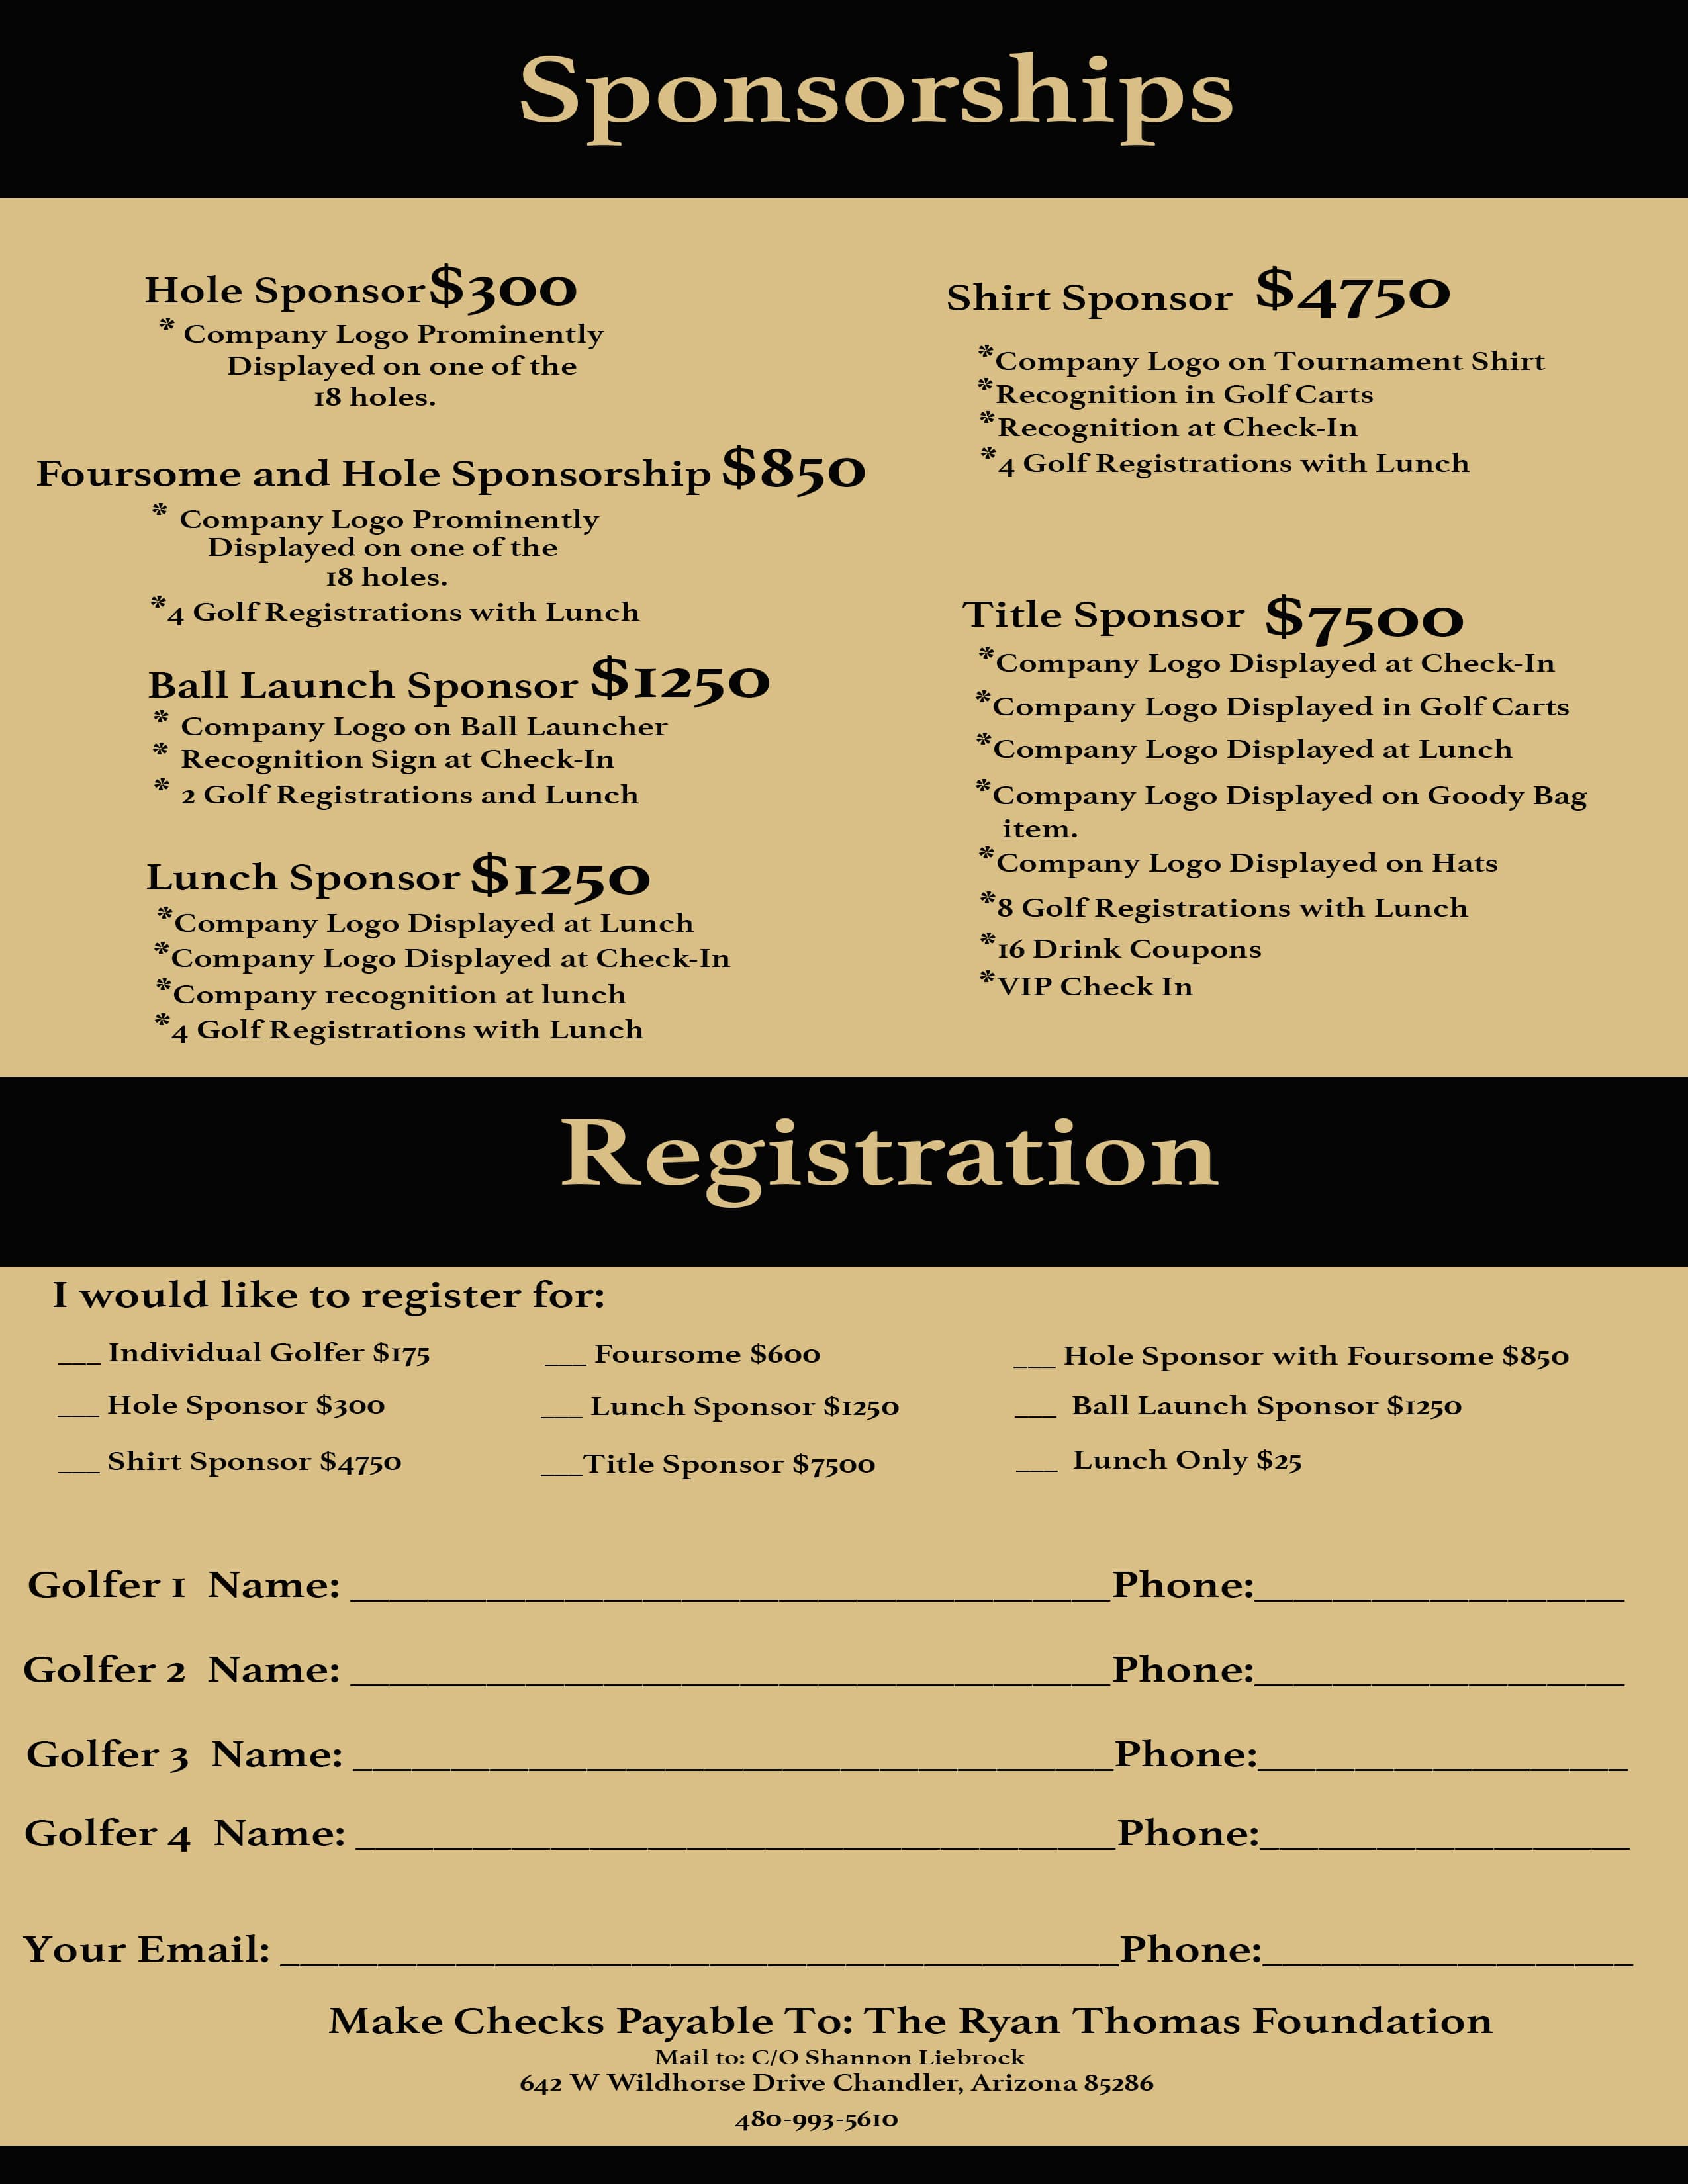 Sponsorships
Hole Sponsor $300
* Company Logo Prominently
Displayed on one of the
18 holes.
Foursome and Hole Sponsorship $850
* Company Logo Prominently
Displayed on one of the
18 holes.
*4 Golf Registrations with Lunch
Ball Launch Sponsor $1250
* Company Logo on Ball Launcher
* Recognition Sign at Check-In
* 2 Golf Registrations and Lunch
Lunch Sponsor $1250
*Company Logo Displayed at Lunch
*Company Logo Displayed at Check-In
*Company recognition at lunch
*4 Golf Registrations with Lunch
Shirt Sponsor $4750
*Company Logo on Tournament Shirt
*Recognition in Golf Carts
*Recognition at Check-In
*4 Golf Registrations with Lunch
Title Sponsor $7500
*Company Logo Displayed at Check-In
*Company Logo Displayed in Golf Carts
*Company Logo Displayed at Lunch
*Company Logo Displayed on Goody Bag
item.
*Company Logo Displayed on Hats
*8 Golf Registrations with Lunch
*16 Drink Coupons
*VIP Check In
Registration
I would like to register for:
___ Individual Golfer $175 ___ Foursome $600 ___ Hole Sponsor with Foursome $850
___ Hole Sponsor $300 ___ Lunch Sponsor $1250 ___ Ball Launch Sponsor $1250
___ Shirt Sponsor $4750 ___Title Sponsor $7500 ___ Lunch Only $25
Golfer 1 Name: ______________________________Phone:_______________
Golfer 2 Name: ______________________________Phone:_______________
Golfer 3 Name: ______________________________Phone:_______________
Golfer 4 Name: ______________________________Phone:_______________
Your Email: ______________________________Phone:_______________
Make Checks Payable To: The Ryan Thomas Foundation
Mail to: C/O Shannon Liebrock
642 W Wildhorse Drive Chandler, Arizona 85286
480-993-5610